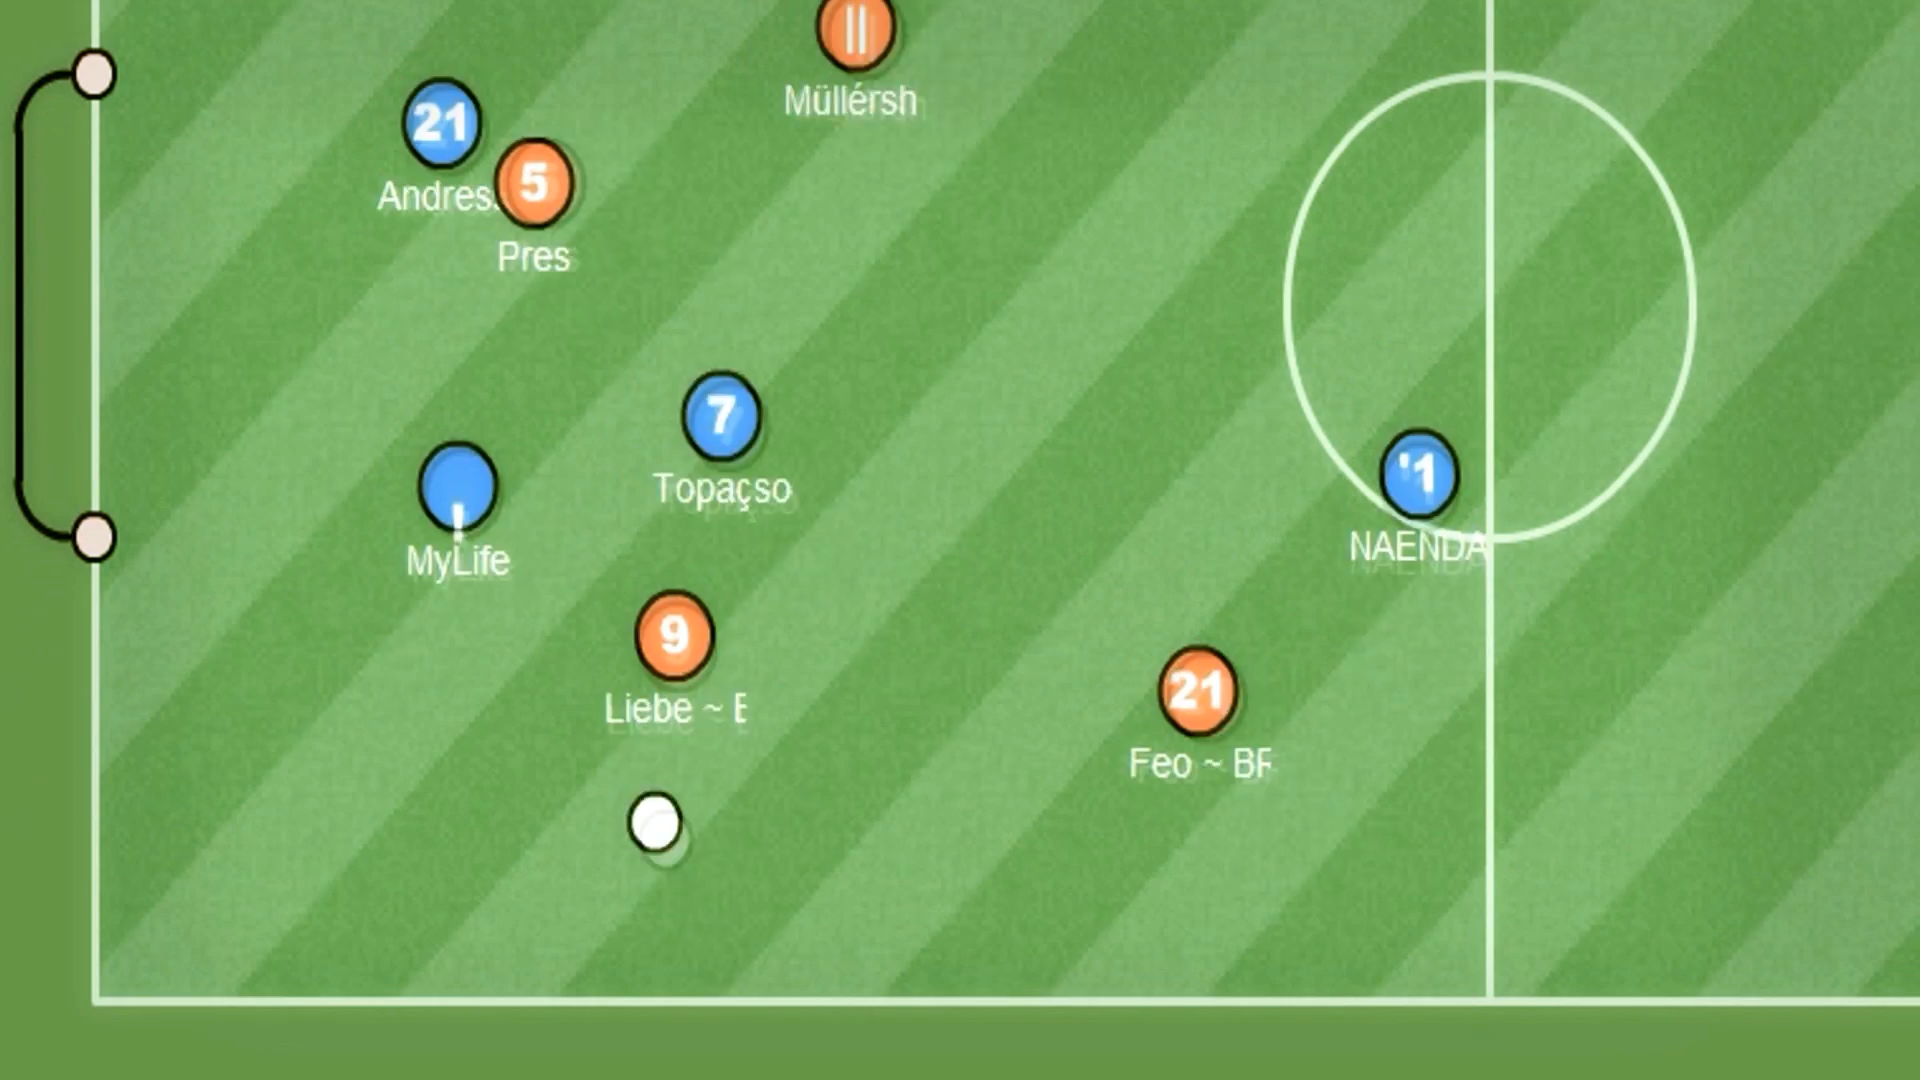 ||
Müllérsh
21
Andres.
5
Pres
7
Topaçso
!
MyLife
'1
NAENDA
9
Liebe ~ E
21
Feo ~ BF